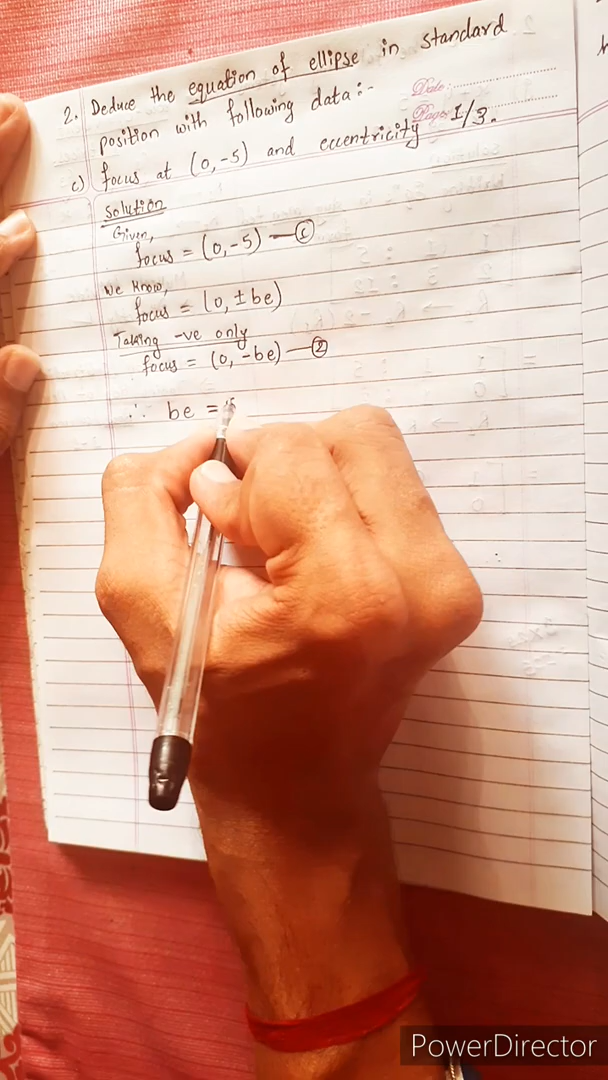 2. Deduce the equation of ellipse in standard
position with following data :-
Date:
Page:
c) focus at (0,-5) and eccentricity 1/3.
Solution
Given,
focus = (0,-5) — ①
We know,
focus = (0, ±be)
Taking -ve only
focus = (0, -be) — ②
∴ be =
PowerDirector